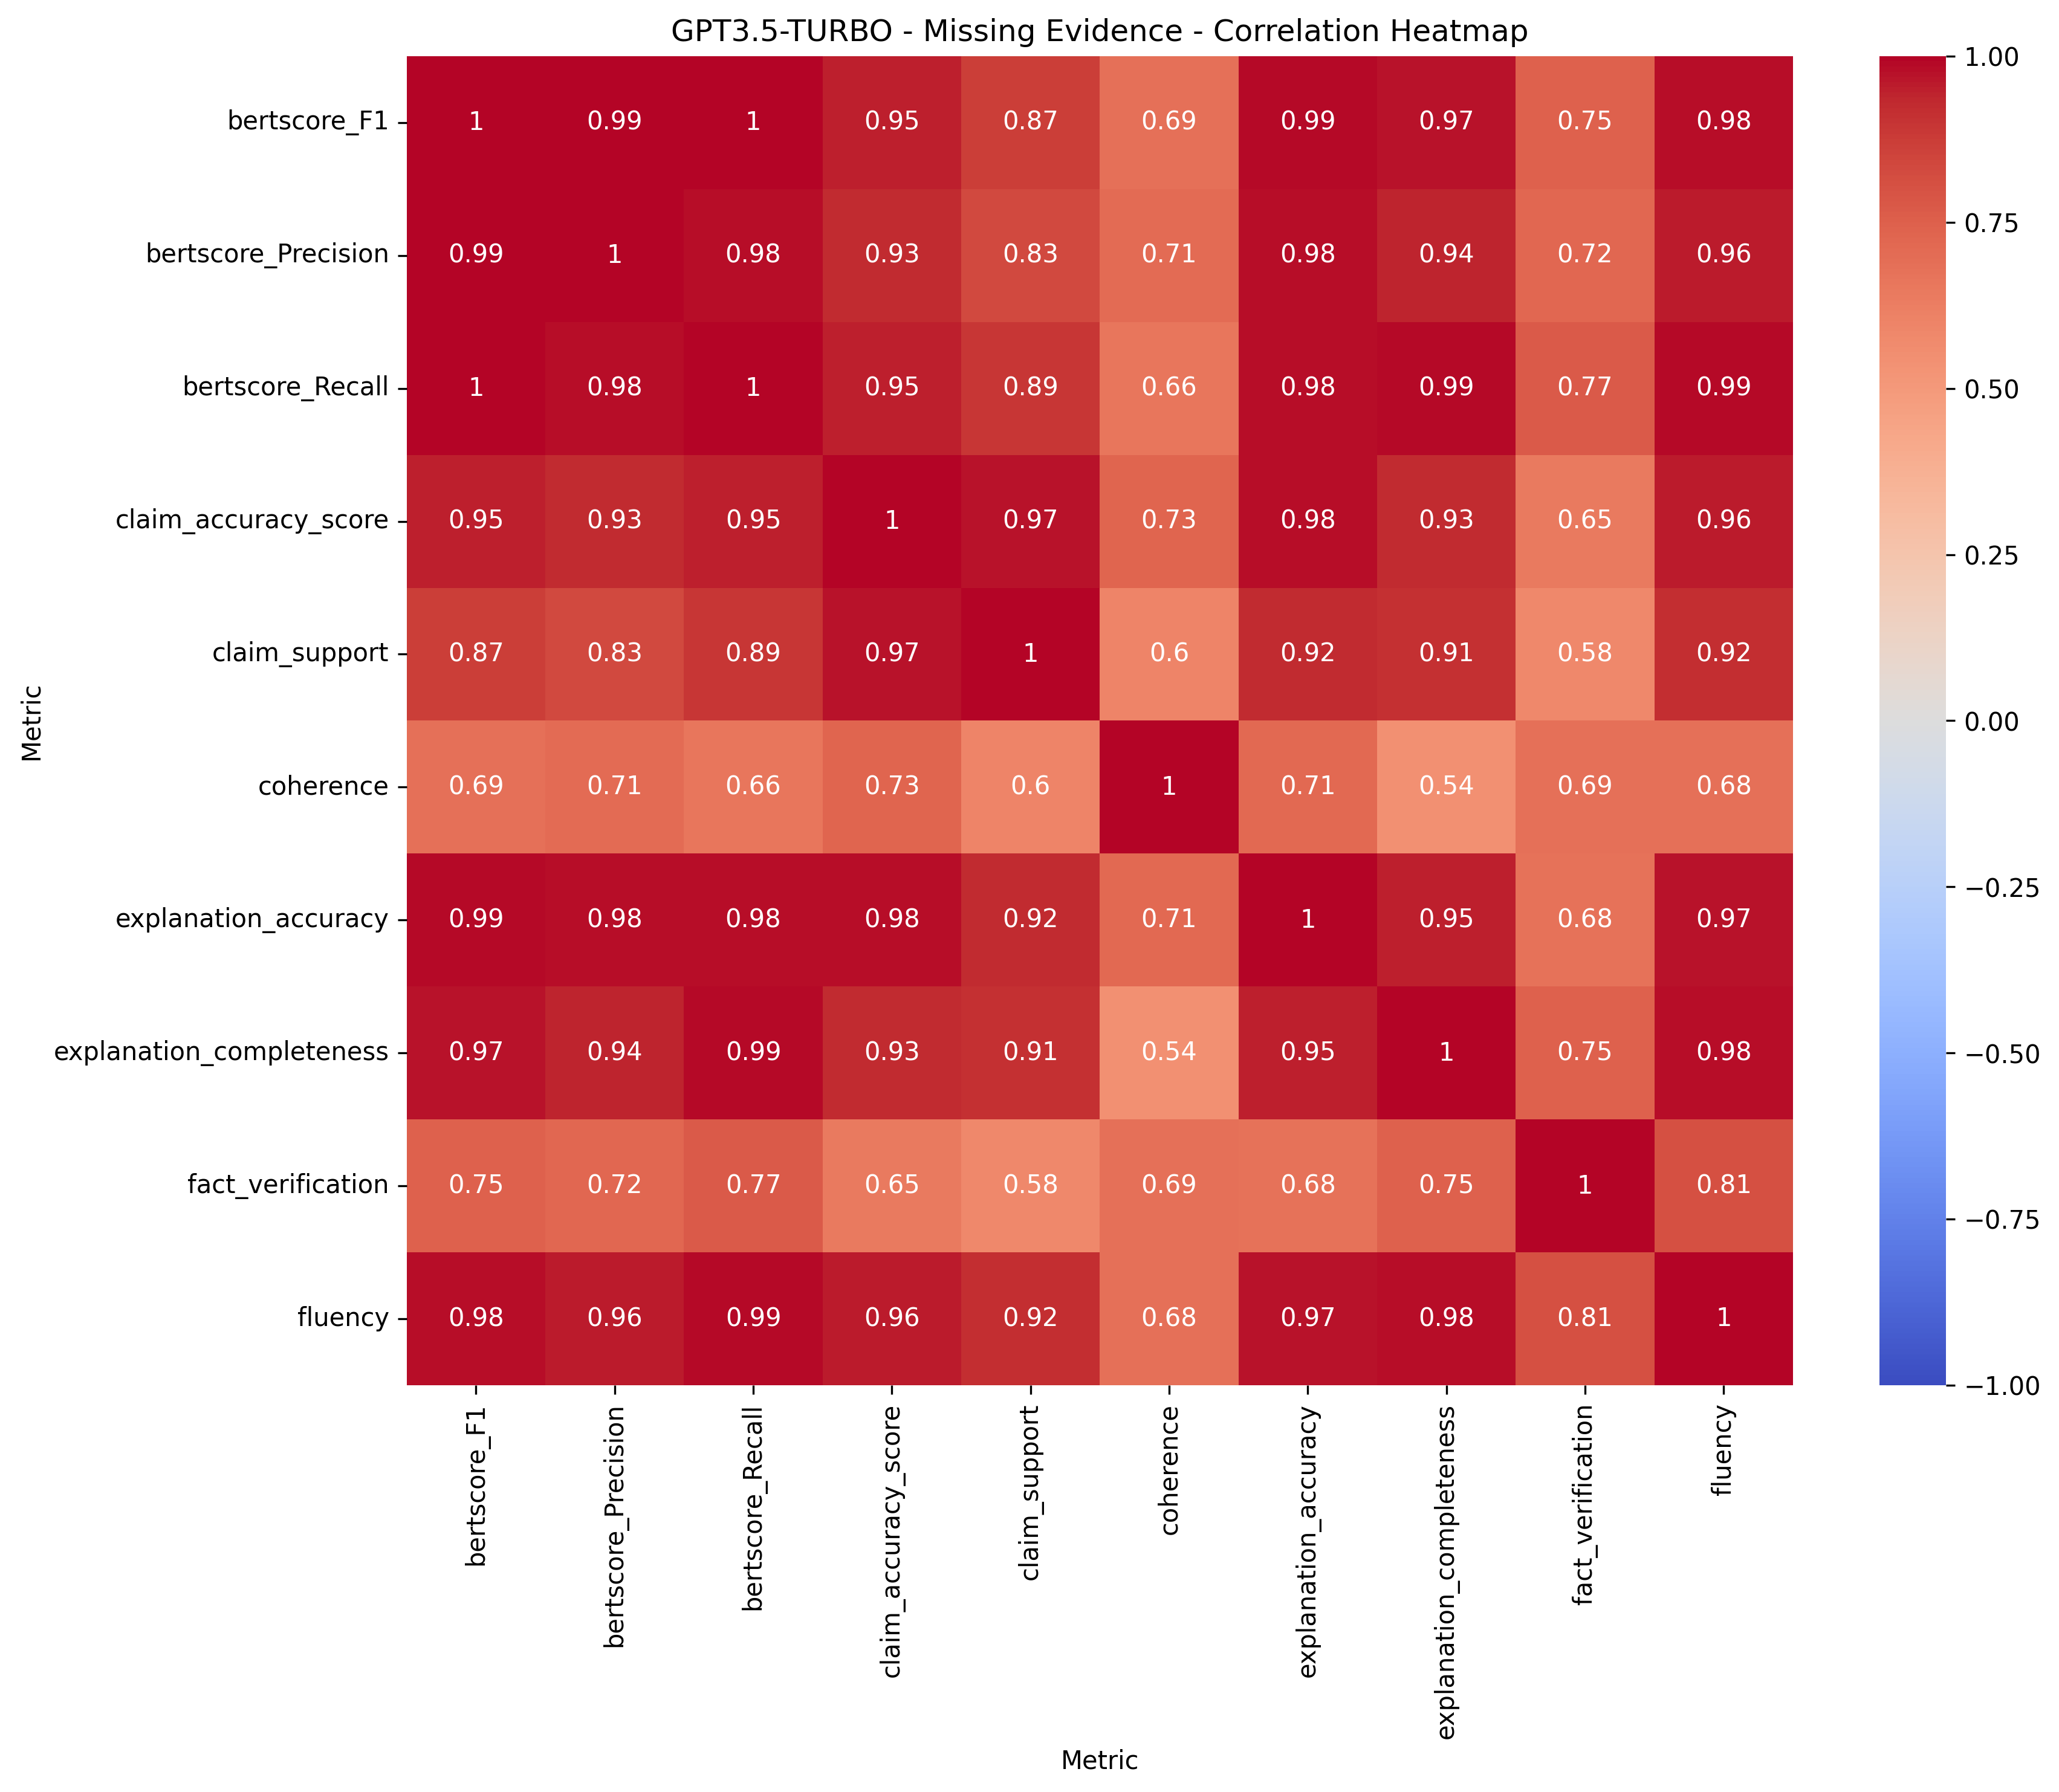 GPT3.5-TURBO - Missing Evidence - Correlation Heatmap
Metric
bertscore_F1 1 0.99 1 0.95 0.87 0.69 0.99 0.97 0.75 0.98
bertscore_Precision 0.99 1 0.98 0.93 0.83 0.71 0.98 0.94 0.72 0.96
bertscore_Recall 1 0.98 1 0.95 0.89 0.66 0.98 0.99 0.77 0.99
claim_accuracy_score 0.95 0.93 0.95 1 0.97 0.73 0.98 0.93 0.65 0.96
claim_support 0.87 0.83 0.89 0.97 1 0.6 0.92 0.91 0.58 0.92
coherence 0.69 0.71 0.66 0.73 0.6 1 0.71 0.54 0.69 0.68
explanation_accuracy 0.99 0.98 0.98 0.98 0.92 0.71 1 0.95 0.68 0.97
explanation_completeness 0.97 0.94 0.99 0.93 0.91 0.54 0.95 1 0.75 0.98
fact_verification 0.75 0.72 0.77 0.65 0.58 0.69 0.68 0.75 1 0.81
fluency 0.98 0.96 0.99 0.96 0.92 0.68 0.97 0.98 0.81 1
bertscore_F1
bertscore_Precision
bertscore_Recall
claim_accuracy_score
claim_support
coherence
explanation_accuracy
explanation_completeness
fact_verification
fluency
Metric
1.00
0.75
0.50
0.25
0.00
−0.25
−0.50
−0.75
−1.00